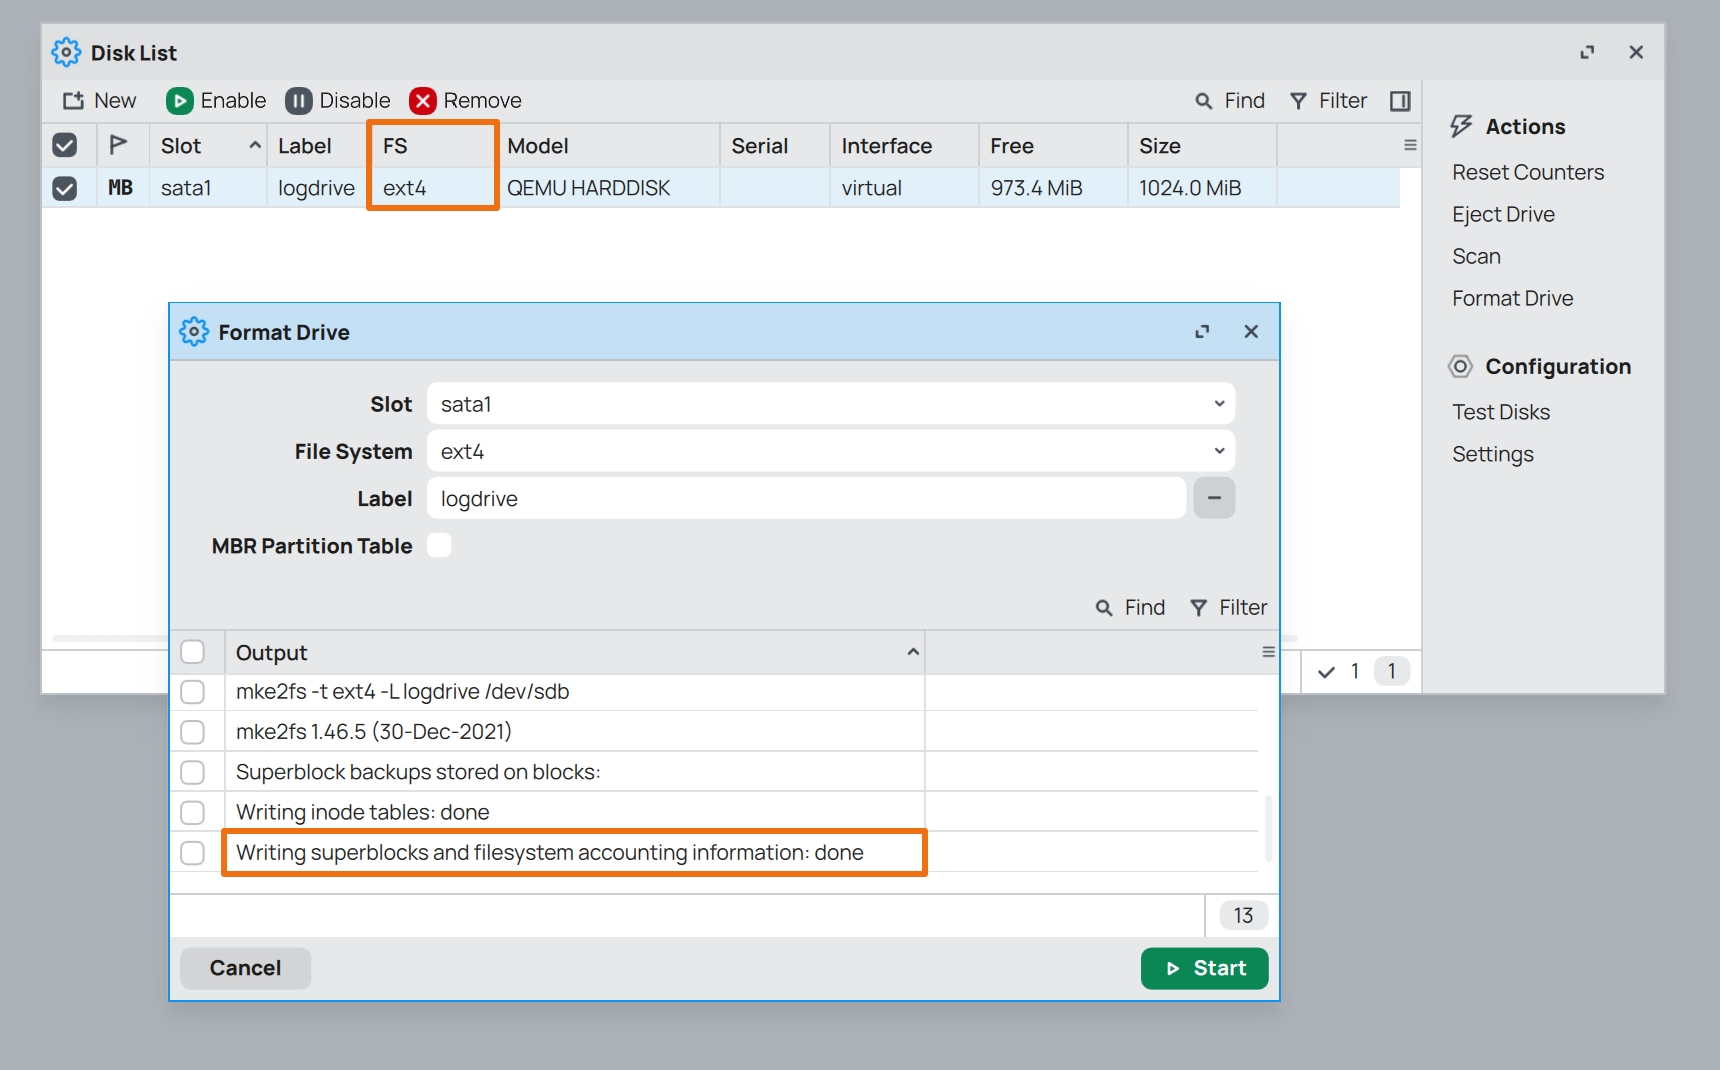 Disk List
New Enable Disable Remove Find Filter
Slot Label FS Model Serial Interface Free Size
MB sata1 logdrive ext4 QEMU HARDDISK virtual 973.4 MiB 1024.0 MiB
1 1
Actions
Reset Counters
Eject Drive
Scan
Format Drive
Configuration
Test Disks
Settings
Format Drive
Slot sata1
File System ext4
Label logdrive
MBR Partition Table
Find Filter
Output
mke2fs -t ext4 -L logdrive /dev/sdb
mke2fs 1.46.5 (30-Dec-2021)
Superblock backups stored on blocks:
Writing inode tables: done
Writing superblocks and filesystem accounting information: done
13
Cancel Start